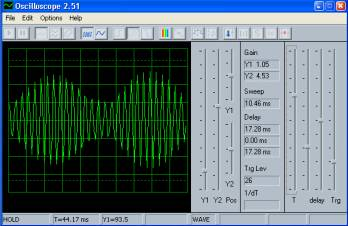 Oscilloscope 2.51
File Edit Options Help
Gain
Y1 1.05
Y2 4.53
Sweep
10.46 ms
Delay
17.28 ms
0.00 ms
17.28 ms
Trg Lev
26
1/dT
Y1
Y2
Y1 Y2 Pos
T delay Trg
HOLD T=44.17 ms Y1=93.5 WAVE